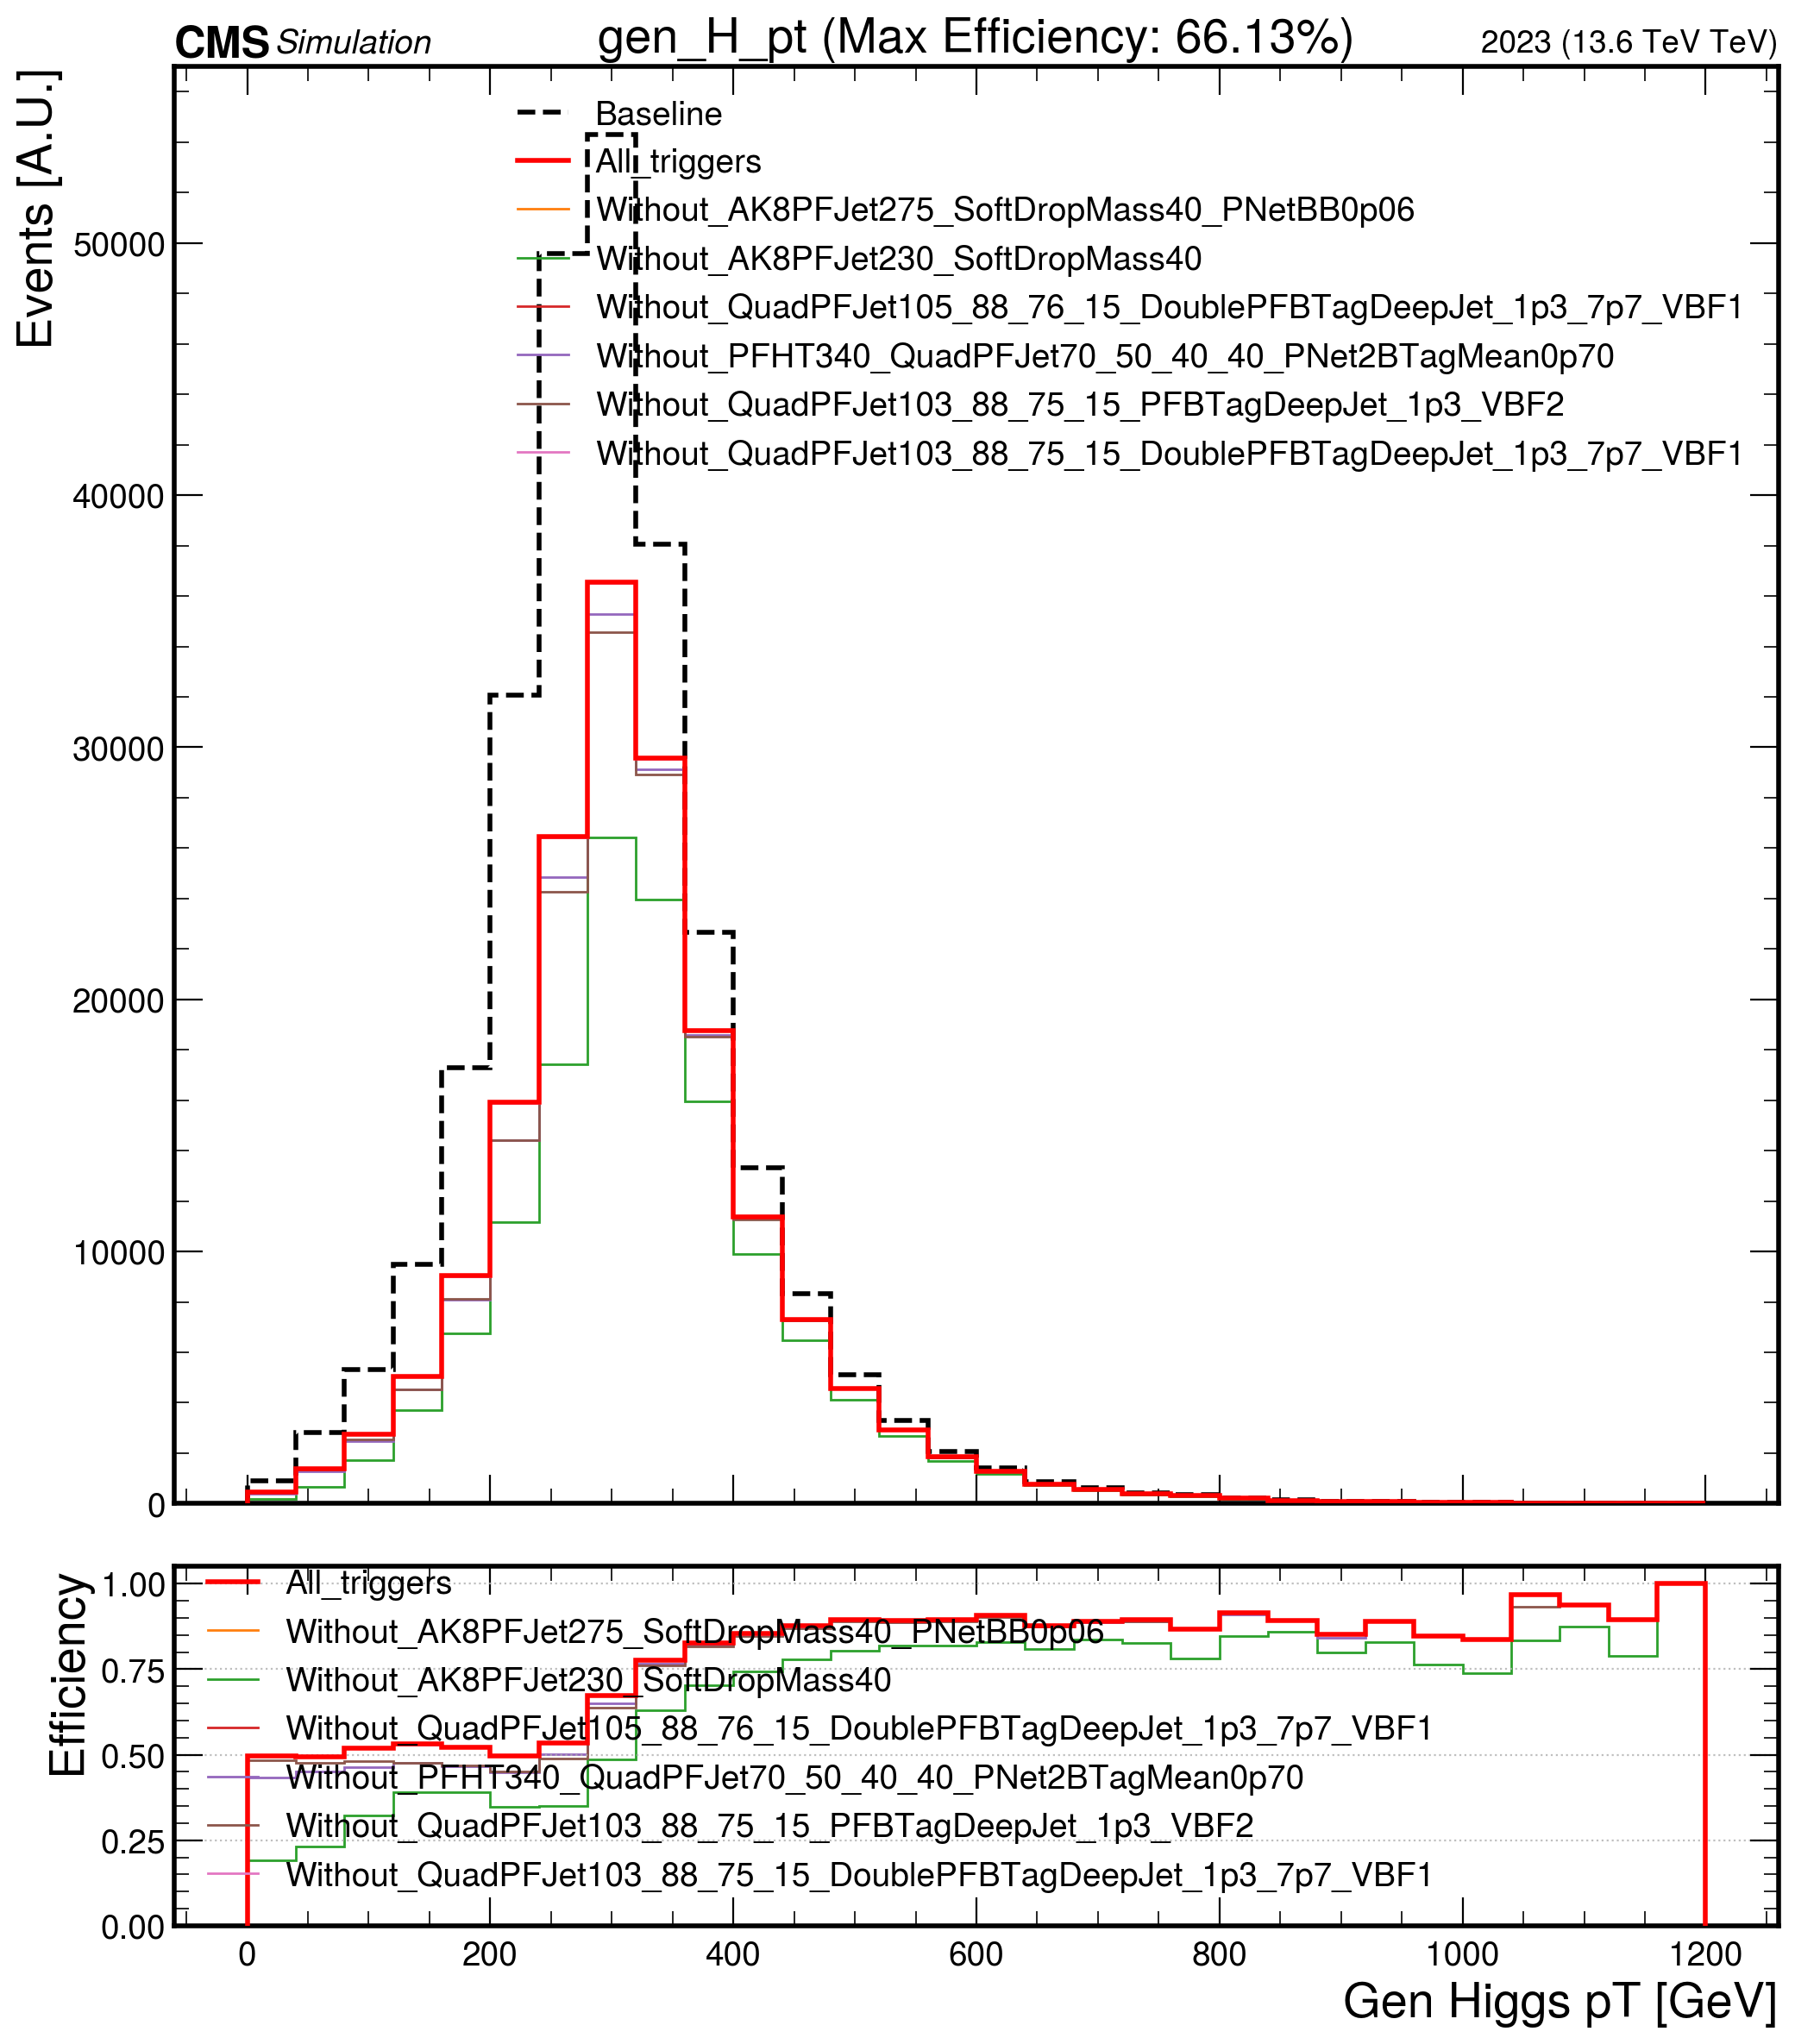 CMS Simulation gen_H_pt (Max Efficiency: 66.13%) 2023 (13.6 TeV TeV)
Events [A.U.]
Baseline
All_triggers
Without_AK8PFJet275_SoftDropMass40_PNetBB0p06
Without_AK8PFJet230_SoftDropMass40
Without_QuadPFJet105_88_76_15_DoublePFBTagDeepJet_1p3_7p7_VBF1
Without_PFHT340_QuadPFJet70_50_40_40_PNet2BTagMean0p70
Without_QuadPFJet103_88_75_15_PFBTagDeepJet_1p3_VBF2
Without_QuadPFJet103_88_75_15_DoublePFBTagDeepJet_1p3_7p7_VBF1
50000
40000
30000
20000
10000
0
Efficiency
1.00
0.75
0.50
0.25
0.00
All_triggers
Without_AK8PFJet275_SoftDropMass40_PNetBB0p06
Without_AK8PFJet230_SoftDropMass40
Without_QuadPFJet105_88_76_15_DoublePFBTagDeepJet_1p3_7p7_VBF1
Without_PFHT340_QuadPFJet70_50_40_40_PNet2BTagMean0p70
Without_QuadPFJet103_88_75_15_PFBTagDeepJet_1p3_VBF2
Without_QuadPFJet103_88_75_15_DoublePFBTagDeepJet_1p3_7p7_VBF1
0 200 400 600 800 1000 1200
Gen Higgs pT [GeV]